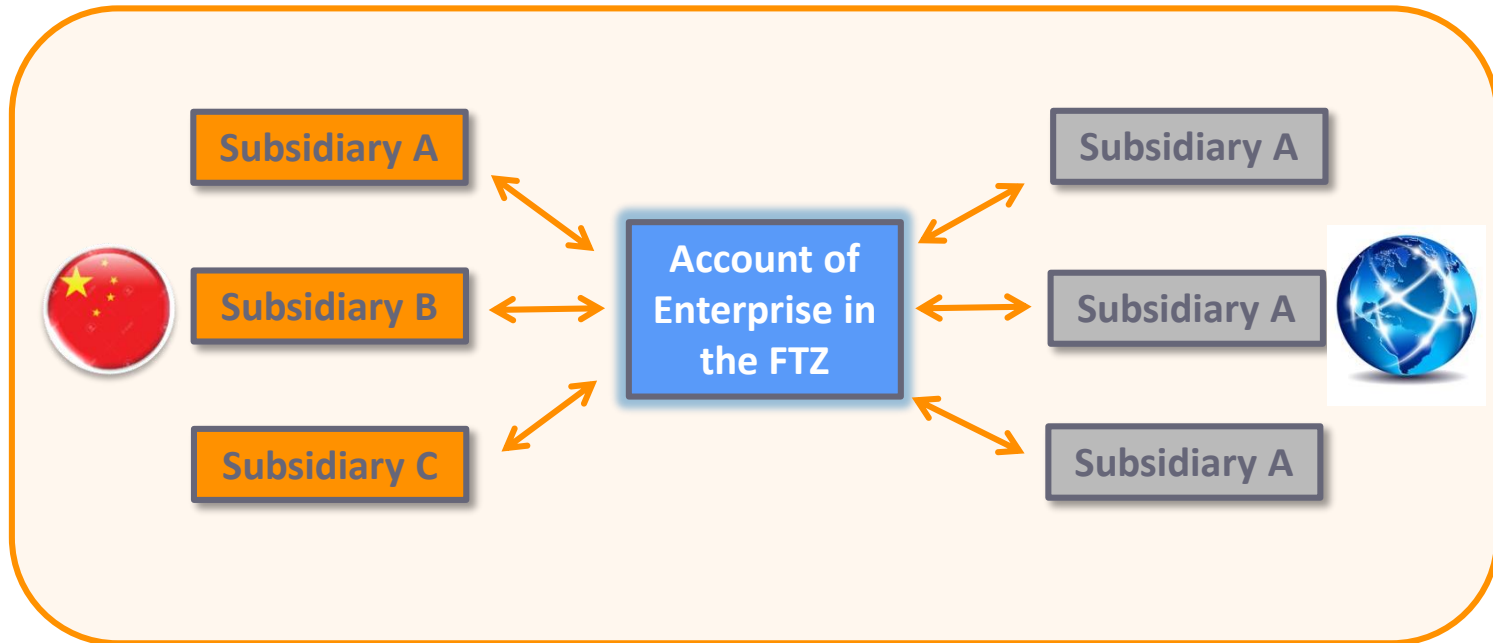 Subsidiary A
Subsidiary B
Subsidiary C
Account of
Enterprise in
the FTZ
Subsidiary A
Subsidiary A
Subsidiary A